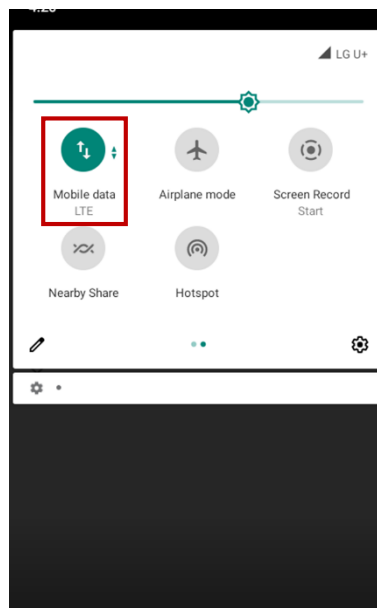 LG U+
Mobile data
LTE
Airplane mode
Screen Record
Start
Nearby Share
Hotspot